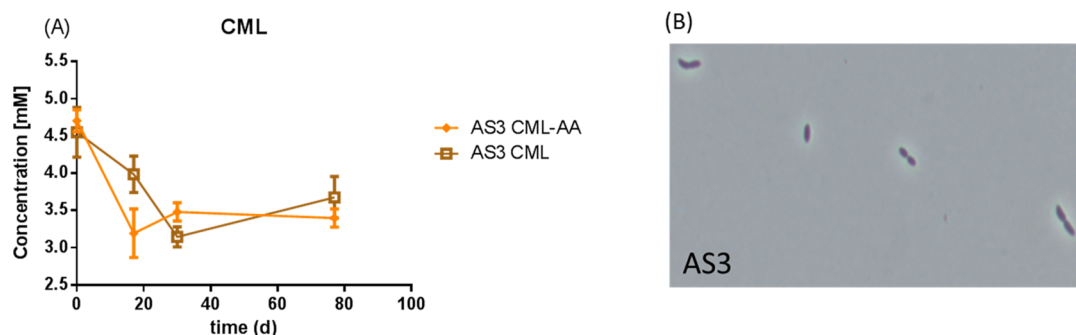 (A)
CML
5.5
5.0
4.5
4.0
3.5
3.0
2.5
Concentration [mM]
0 20 40 60 80 100
time (d)
AS3 CML-AA
AS3 CML
(B)
AS3